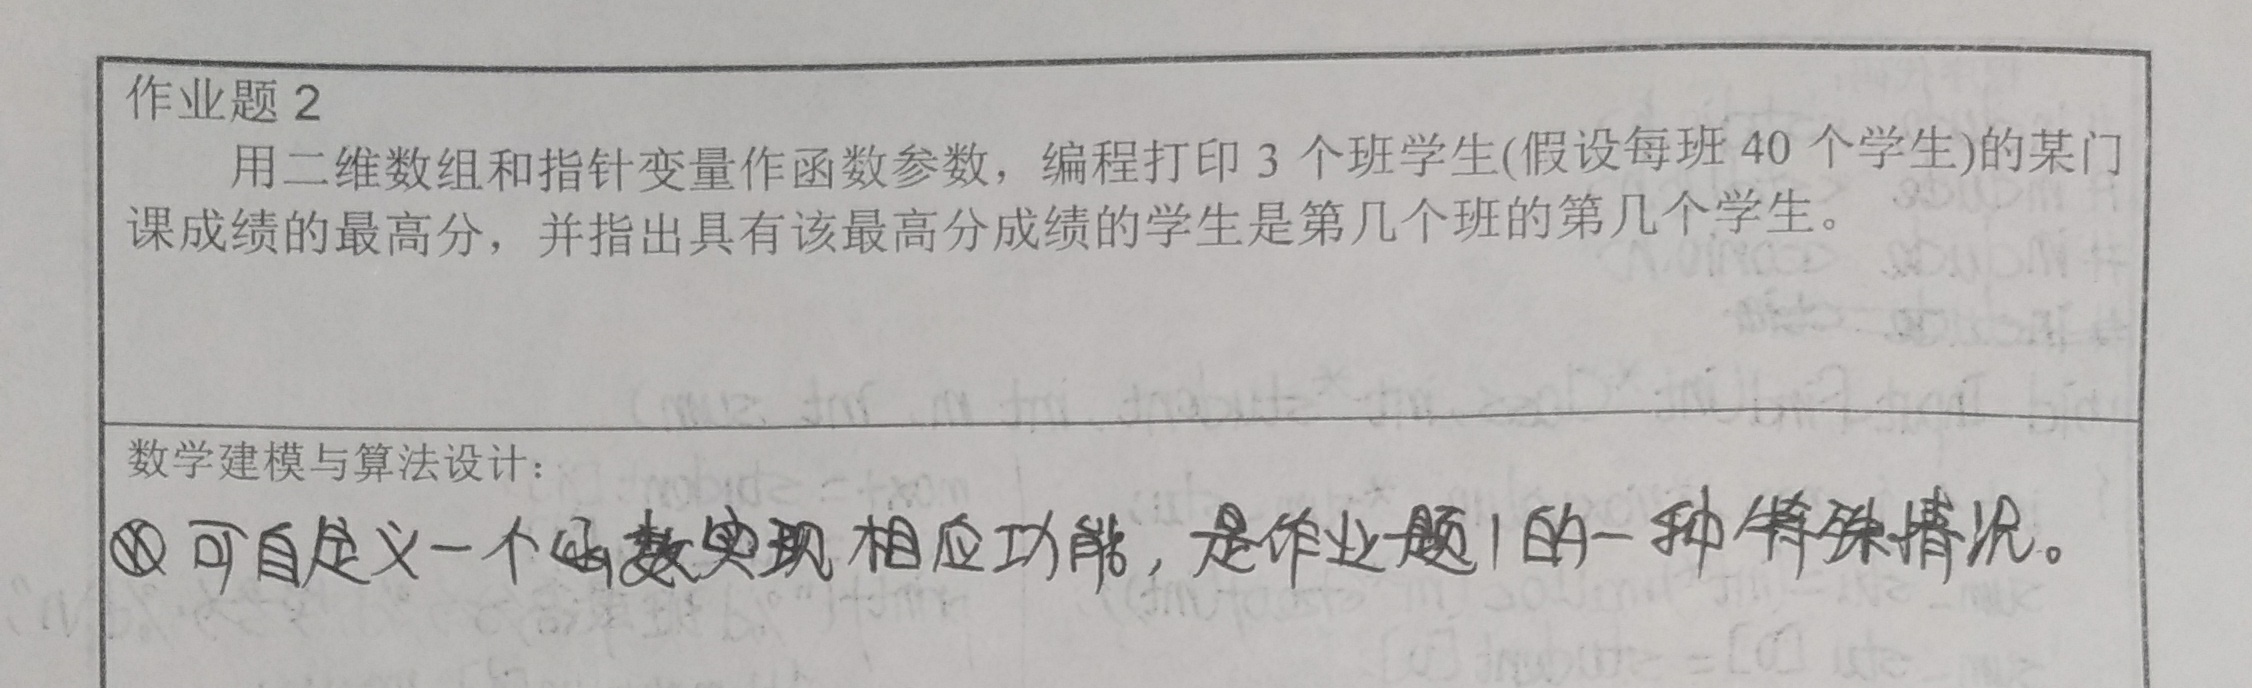 作业题 2
用二维数组和指针变量作函数参数，编程打印 3 个班学生(假设每班 40 个学生)的某门
课成绩的最高分，并指出具有该最高分成绩的学生是第几个班的第几个学生。
数学建模与算法设计：
可自定义一个函数实现相应功能，是作业题1的一种特殊情况。